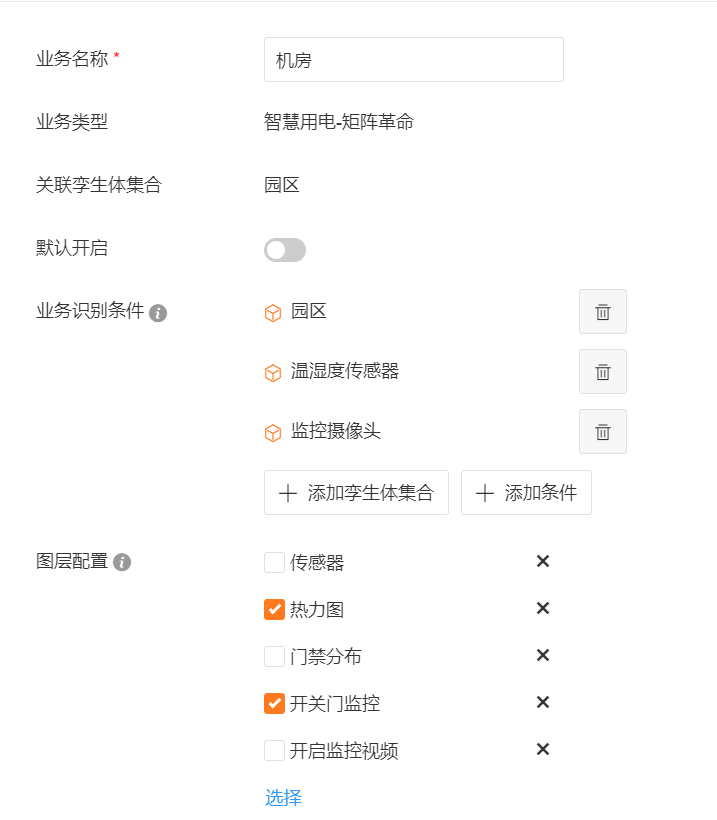 业务名称 *
机房
业务类型
智慧用电-矩阵革命
关联孪生体集合
园区
默认开启
业务识别条件
园区
温湿度传感器
监控摄像头
添加孪生体集合
添加条件
图层配置
传感器
热力图
门禁分布
开关门监控
开启监控视频
选择